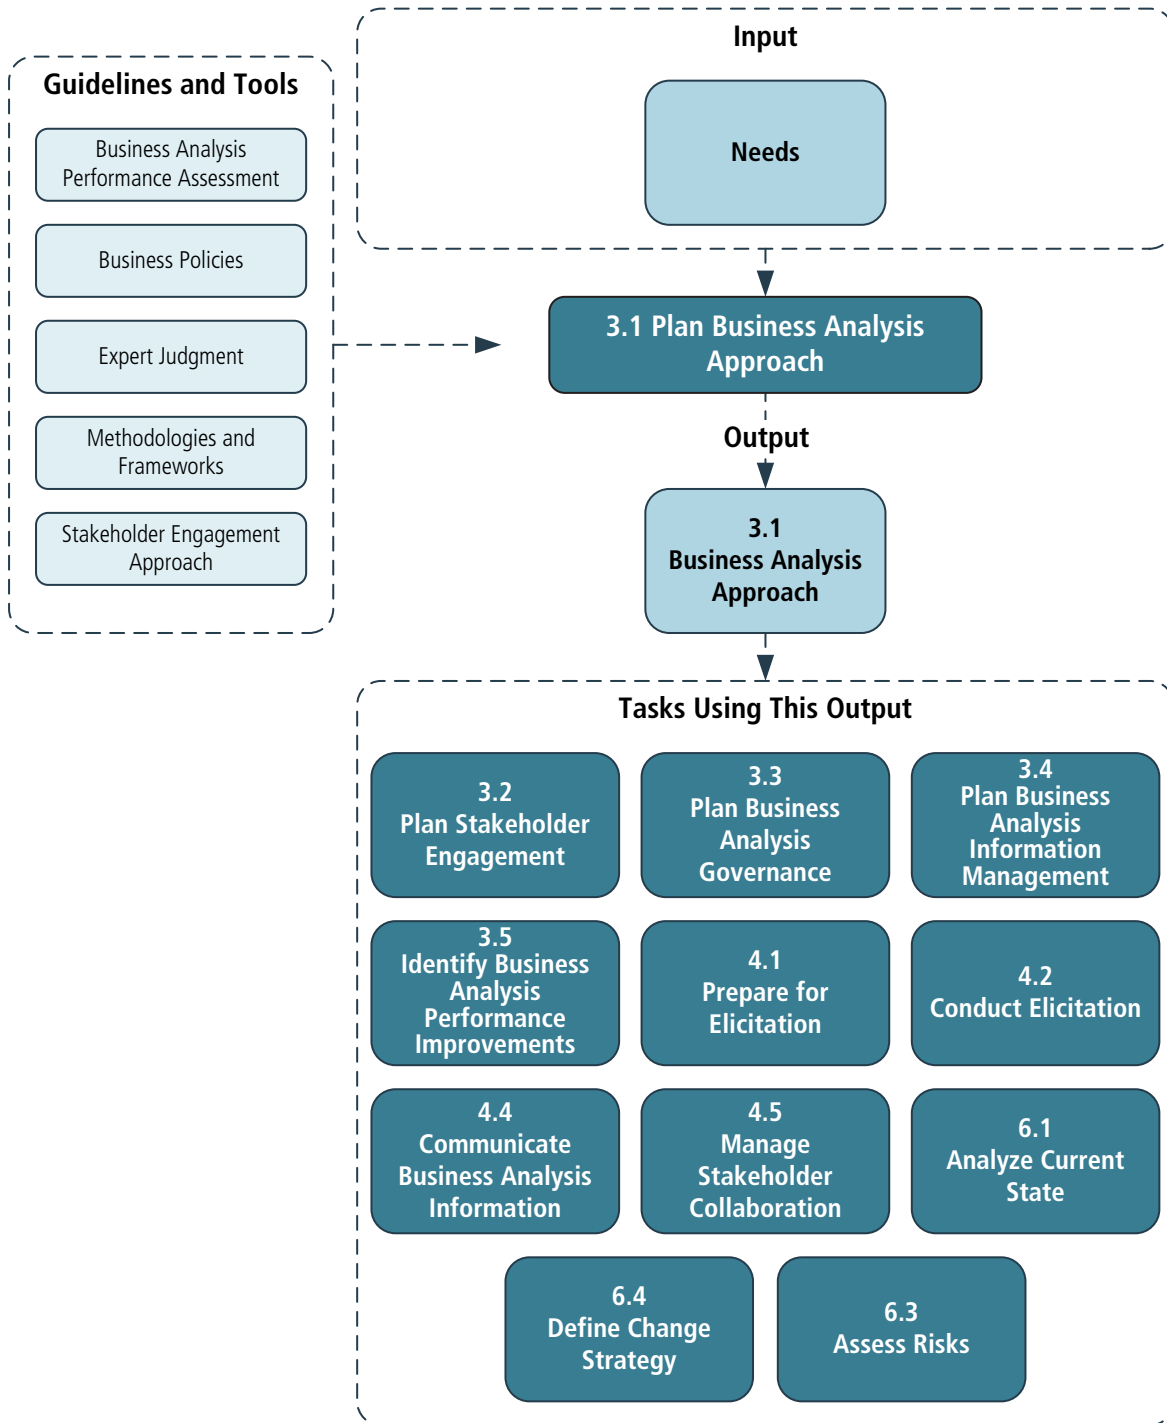 Input
Needs
Guidelines and Tools
Business Analysis
Performance Assessment
Business Policies
Expert Judgment
Methodologies and
Frameworks
Stakeholder Engagement
Approach
3.1 Plan Business Analysis
Approach
Output
3.1
Business Analysis
Approach
Tasks Using This Output
3.2
Plan Stakeholder
Engagement
3.3
Plan Business
Analysis
Governance
3.4
Plan Business
Analysis
Information
Management
3.5
Identify Business
Analysis
Performance
Improvements
4.1
Prepare for
Elicitation
4.2
Conduct Elicitation
4.4
Communicate
Business Analysis
Information
4.5
Manage
Stakeholder
Collaboration
6.1
Analyze Current
State
6.4
Define Change
Strategy
6.3
Assess Risks